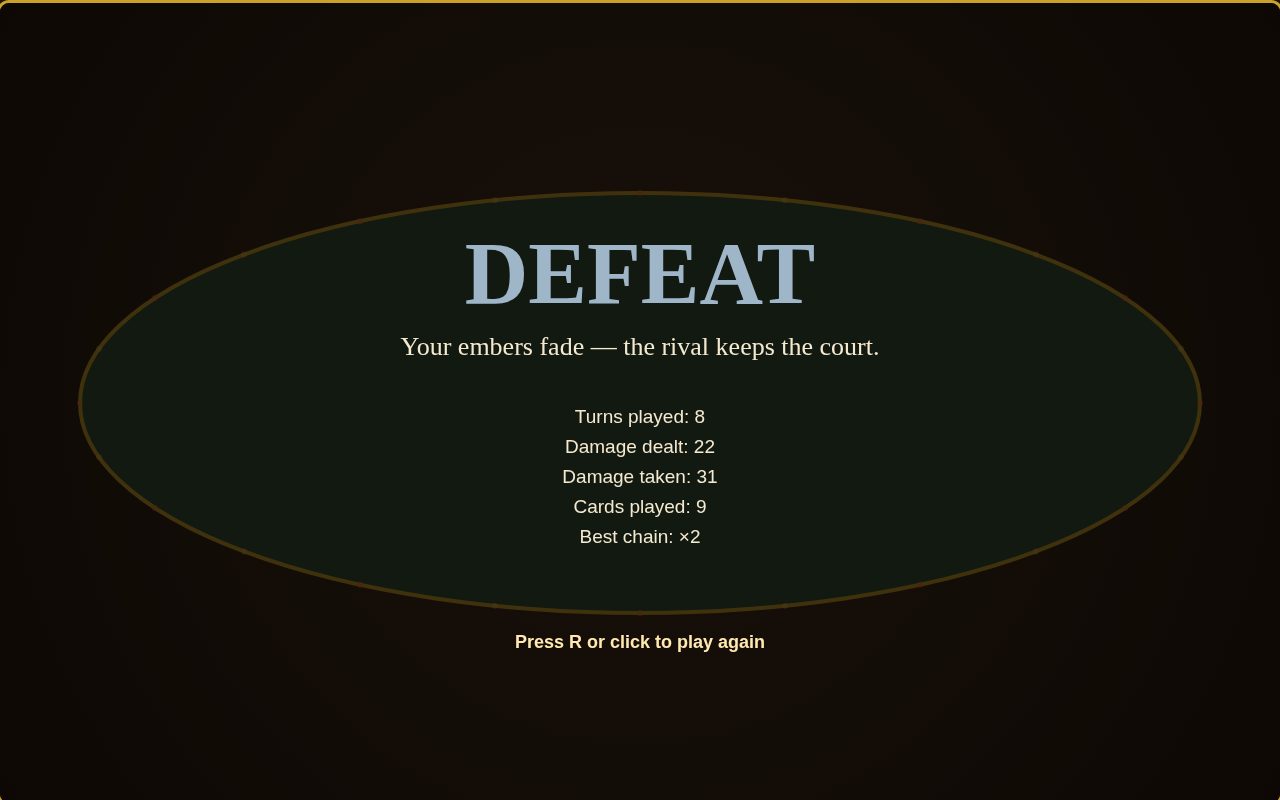 DEFEAT
Your embers fade — the rival keeps the court.
Turns played: 8
Damage dealt: 22
Damage taken: 31
Cards played: 9
Best chain: ×2
Press R or click to play again